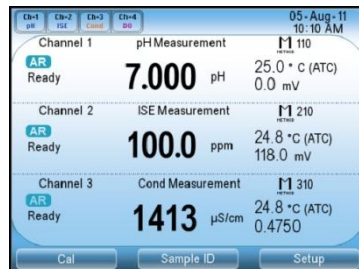 Ch-1 Ch-2 Ch-3 Ch-4 05-Aug-11
pH ISE Cond DO 10:10 AM
Channel 1 pH Measurement M 110
METHOD
AR
Ready 7.000 pH 25.0 °C (ATC)
0.0 mV
Channel 2 ISE Measurement M 210
METHOD
AR
Ready 100.0 ppm 24.8 °C (ATC)
118.0 mV
Channel 3 Cond Measurement M 310
METHOD
AR
Ready 1413 µS/cm 24.8 °C (ATC)
0.4750
Cal Sample ID Setup